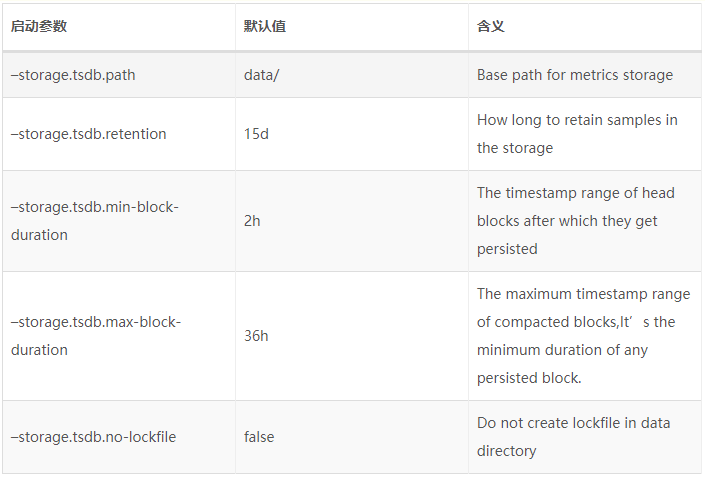 启动参数 默认值 含义
–storage.tsdb.path data/ Base path for metrics storage
–storage.tsdb.retention 15d How long to retain samples in
the storage
–storage.tsdb.min-block-
duration 2h The timestamp range of head
blocks after which they get
persisted
–storage.tsdb.max-block-
duration 36h The maximum timestamp range
of compacted blocks,It’s the
minimum duration of any
persisted block.
–storage.tsdb.no-lockfile false Do not create lockfile in data
directory